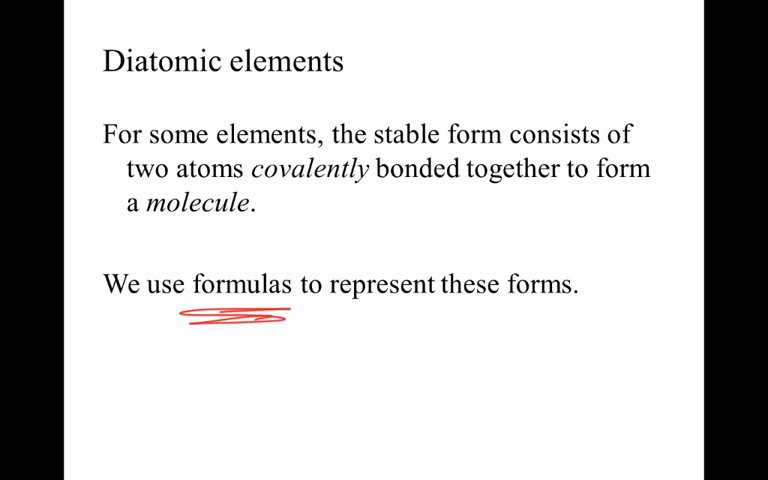 Diatomic elements
For some elements, the stable form consists of
two atoms covalently bonded together to form
a molecule.
We use formulas to represent these forms.